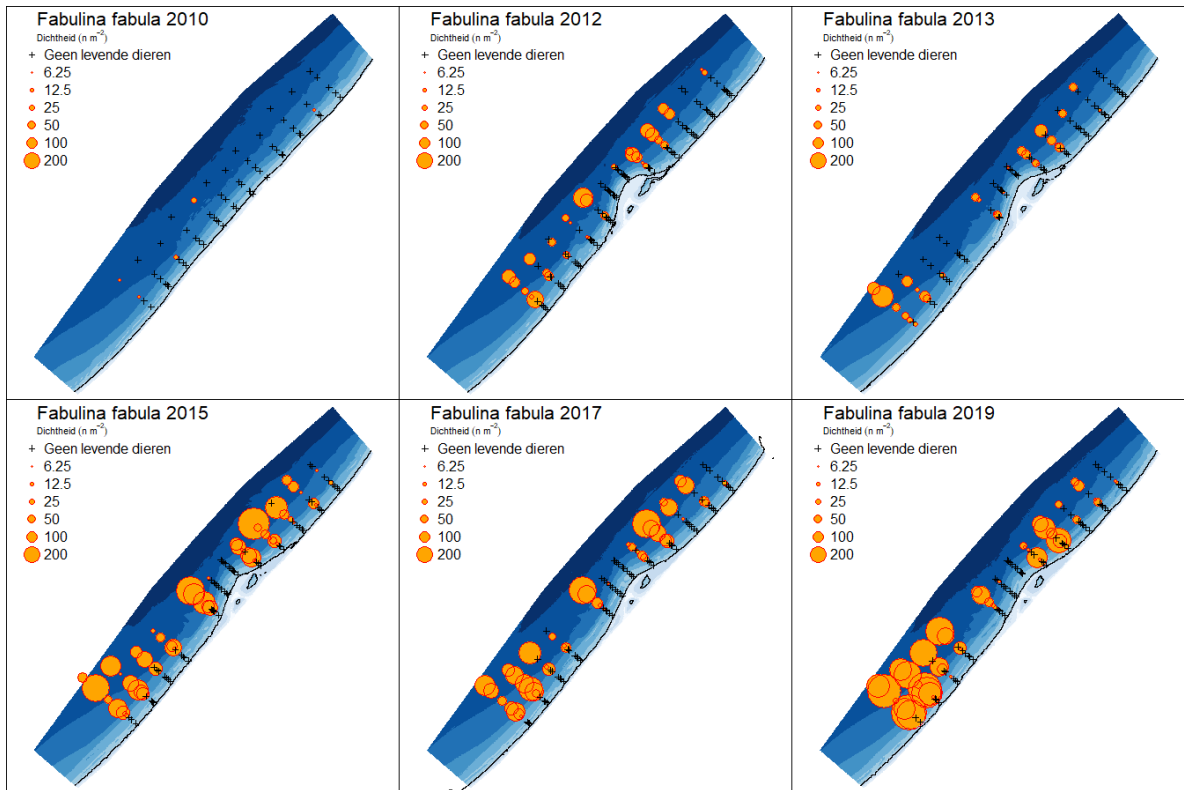 Fabulina fabula 2010
Dichtheid (n m⁻²)
+ Geen levende dieren
6.25
12.5
25
50
100
200
Fabulina fabula 2012
Dichtheid (n m⁻²)
+ Geen levende dieren
6.25
12.5
25
50
100
200
Fabulina fabula 2013
Dichtheid (n m⁻²)
+ Geen levende dieren
6.25
12.5
25
50
100
200
Fabulina fabula 2015
Dichtheid (n m⁻²)
+ Geen levende dieren
6.25
12.5
25
50
100
200
Fabulina fabula 2017
Dichtheid (n m⁻²)
+ Geen levende dieren
6.25
12.5
25
50
100
200
Fabulina fabula 2019
Dichtheid (n m⁻²)
+ Geen levende dieren
6.25
12.5
25
50
100
200